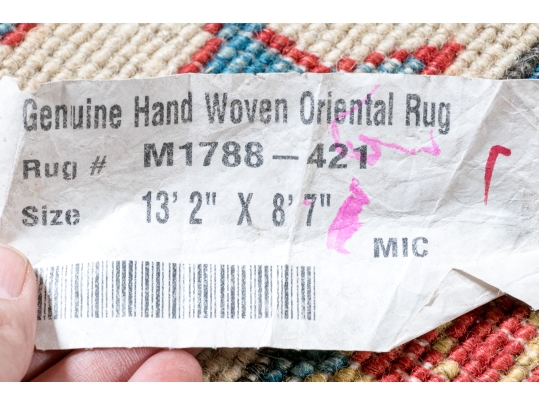 Genuine Hand Woven Oriental Rug
Rug # M1788-421
Size 13' 2" X 8' 7"
MIC